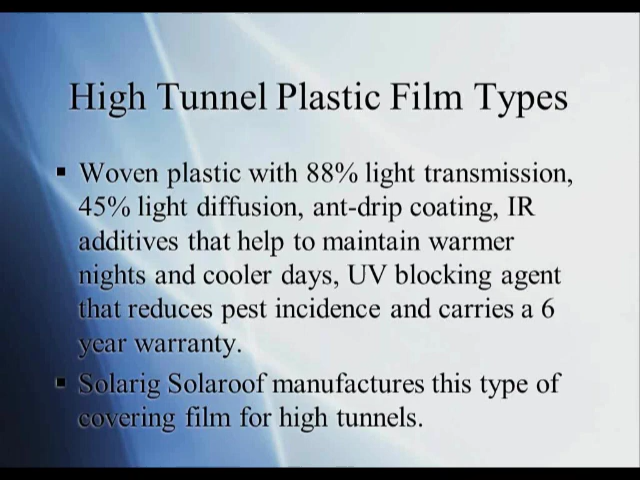 High Tunnel Plastic Film Types
▪ Woven plastic with 88% light transmission,
45% light diffusion, ant-drip coating, IR
additives that help to maintain warmer
nights and cooler days, UV blocking agent
that reduces pest incidence and carries a 6
year warranty.
▪ Solarig Solaroof manufactures this type of
covering film for high tunnels.